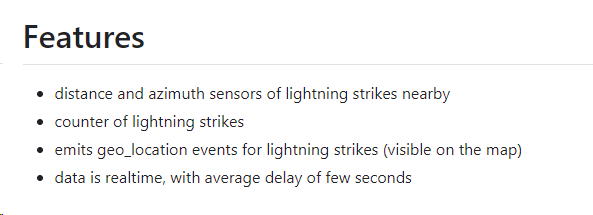 Features
distance and azimuth sensors of lightning strikes nearby
counter of lightning strikes
emits geo_location events for lightning strikes (visible on the map)
data is realtime, with average delay of few seconds